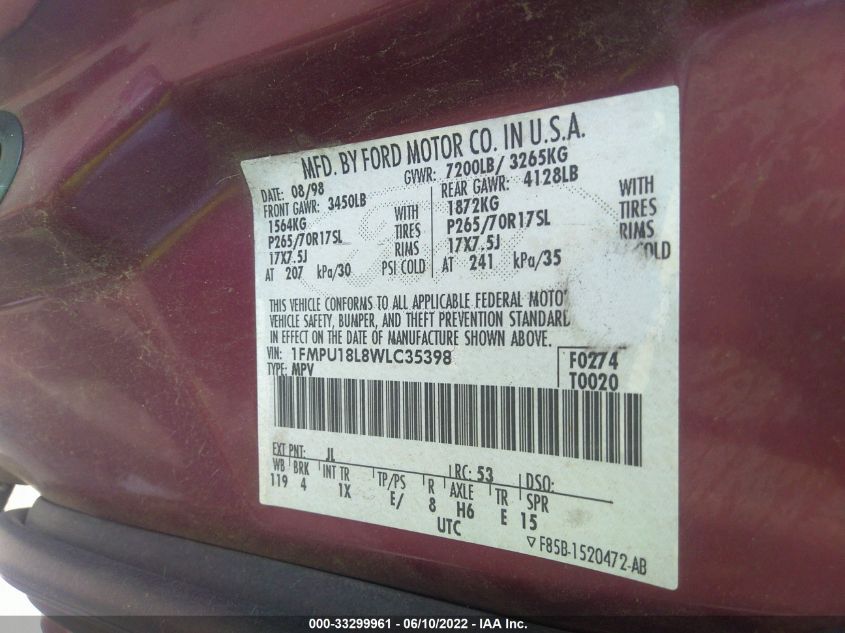 MFD. BY FORD MOTOR CO. IN U.S.A.
DATE: 08/98 GVWR: 7200LB/ 3265KG
FRONT GAWR: 3450LB REAR GAWR: 4128LB
1564KG WITH 1872KG WITH
P265/70R17SL TIRES P265/70R17SL TIRES
17X7.5J RIMS 17X7.5J RIMS
AT 207 kPa/30 PSI COLD AT 241 kPa/35 COLD
THIS VEHICLE CONFORMS TO ALL APPLICABLE FEDERAL MOTO
VEHICLE SAFETY, BUMPER, AND THEFT PREVENTION STANDARD
IN EFFECT ON THE DATE OF MANUFACTURE SHOWN ABOVE.
VIN: 1FMPU18L8WLC35398 F0274
TYPE: MPV T0020
EXT PNT: JL RC: 53 DSO:
WB BRK INT TR TP/PS R AXLE TR SPR
119 4 1X E/ 8 H6 E 15
UTC
F85B-1520472-AB
000-33299961 - 06/10/2022 - IAA Inc.